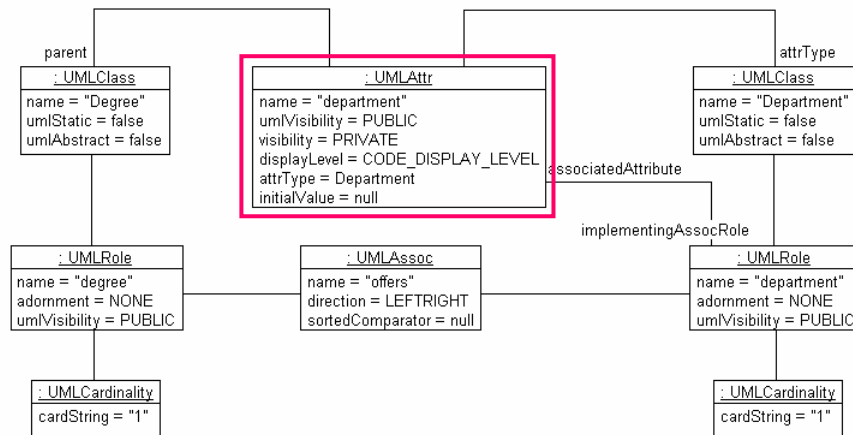 parent
attrType
: UMLClass
name = "Degree"
umlStatic = false
umlAbstract = false
: UMLAttr
name = "department"
umlVisibility = PUBLIC
visibility = PRIVATE
displayLevel = CODE_DISPLAY_LEVEL
attrType = Department
initialValue = null
: UMLClass
name = "Department"
umlStatic = false
umlAbstract = false
associatedAttribute
implementingAssocRole
: UMLRole
name = "degree"
adornment = NONE
umlVisibility = PUBLIC
: UMLAssoc
name = "offers"
direction = LEFTRIGHT
sortedComparator = null
: UMLRole
name = "department"
adornment = NONE
umlVisibility = PUBLIC
: UMLCardinality
cardString = "1"
: UMLCardinality
cardString = "1"